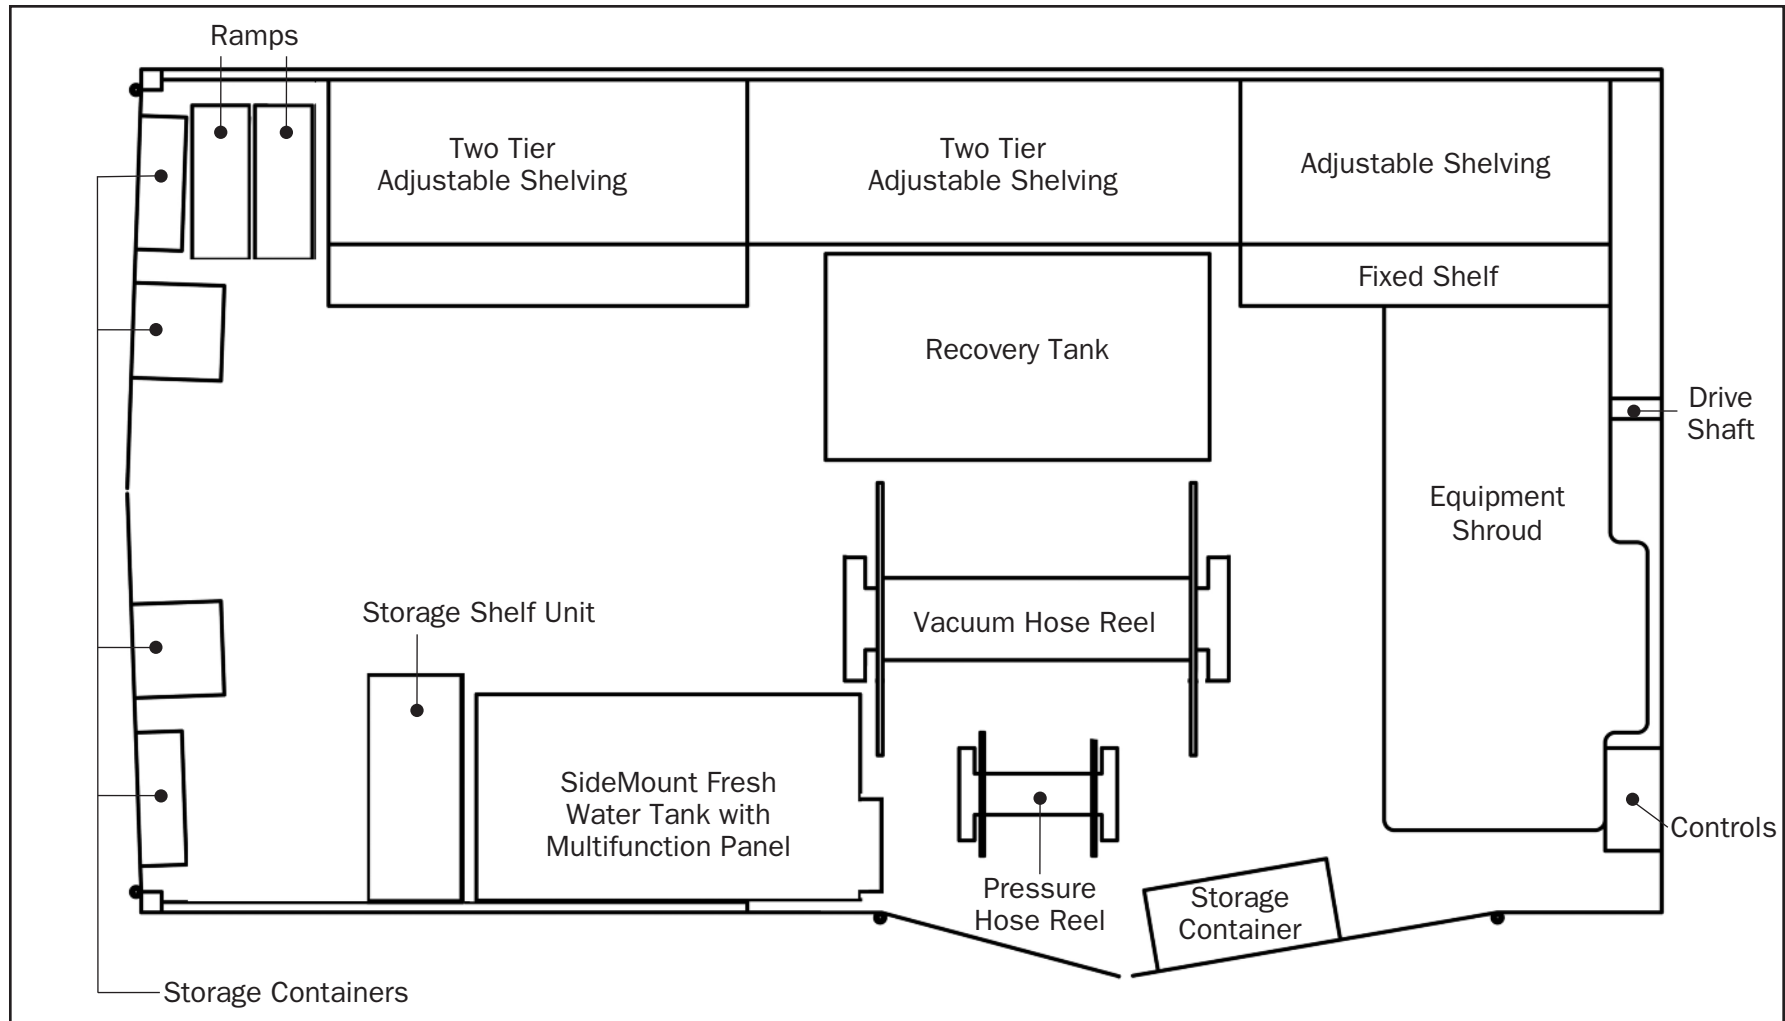 Ramps
Two Tier
Adjustable Shelving
Two Tier
Adjustable Shelving
Adjustable Shelving
Fixed Shelf
Recovery Tank
Drive
Shaft
Equipment
Shroud
Storage Shelf Unit
Vacuum Hose Reel
SideMount Fresh
Water Tank with
Multifunction Panel
Controls
Pressure
Hose Reel
Storage
Container
Storage Containers